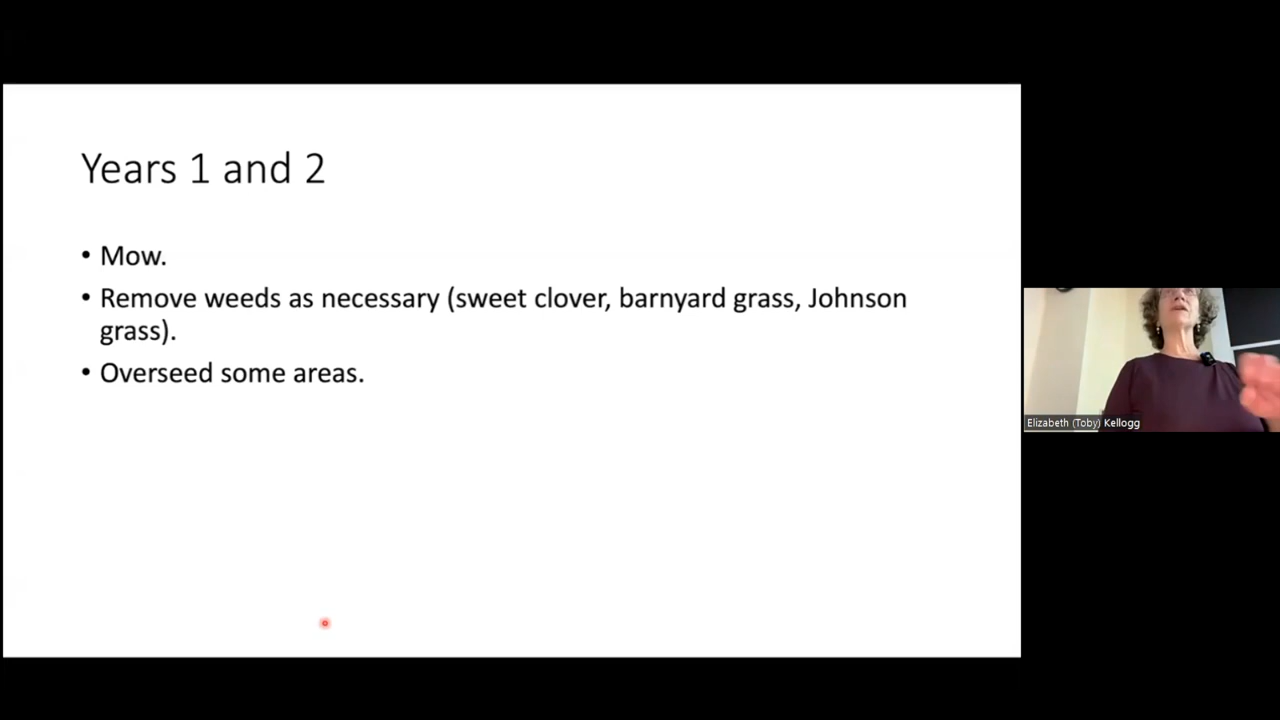 Years 1 and 2
• Mow.
• Remove weeds as necessary (sweet clover, barnyard grass, Johnson
grass).
• Overseed some areas.
Elizabeth (Toby) Kellogg